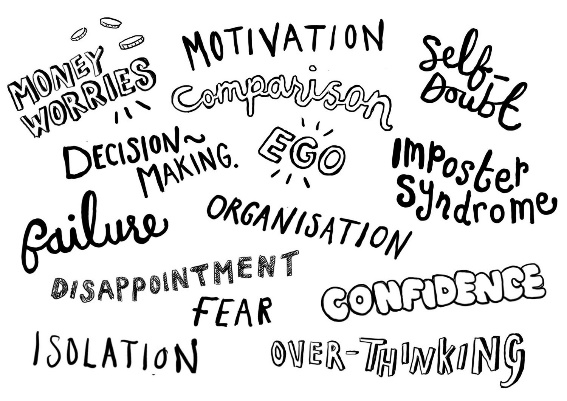 MONEY
WORRIES
MOTIVATION
Self-
Doubt
Comparison
DECISION~
MAKING.
EGO
Imposter
Syndrome
failure
ORGANISATION
DISAPPOINTMENT
FEAR
CONFIDENCE
ISOLATION
OVER-THINKING